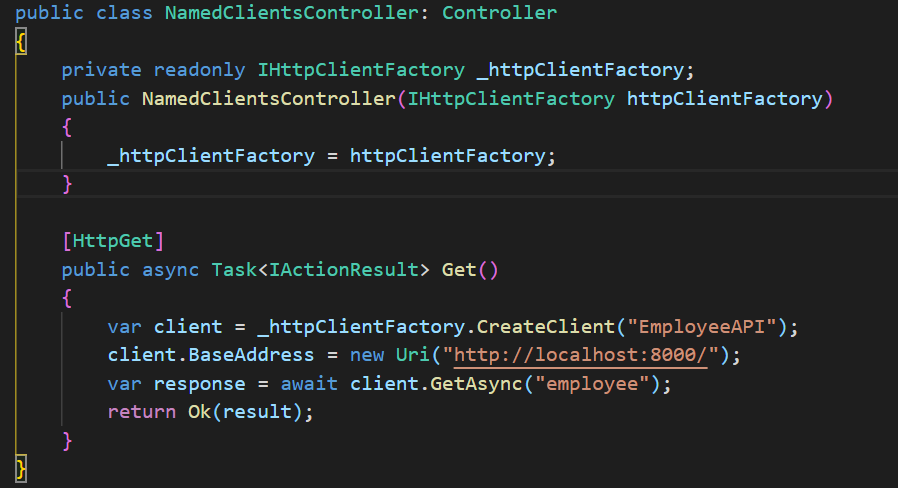 public class NamedClientsController: Controller
{
    private readonly IHttpClientFactory _httpClientFactory;
    public NamedClientsController(IHttpClientFactory httpClientFactory)
    {
        _httpClientFactory = httpClientFactory;
    }

    [HttpGet]
    public async Task<IActionResult> Get()
    {
        var client = _httpClientFactory.CreateClient("EmployeeAPI");
        client.BaseAddress = new Uri("http://localhost:8000/");
        var response = await client.GetAsync("employee");
        return Ok(result);
    }
}